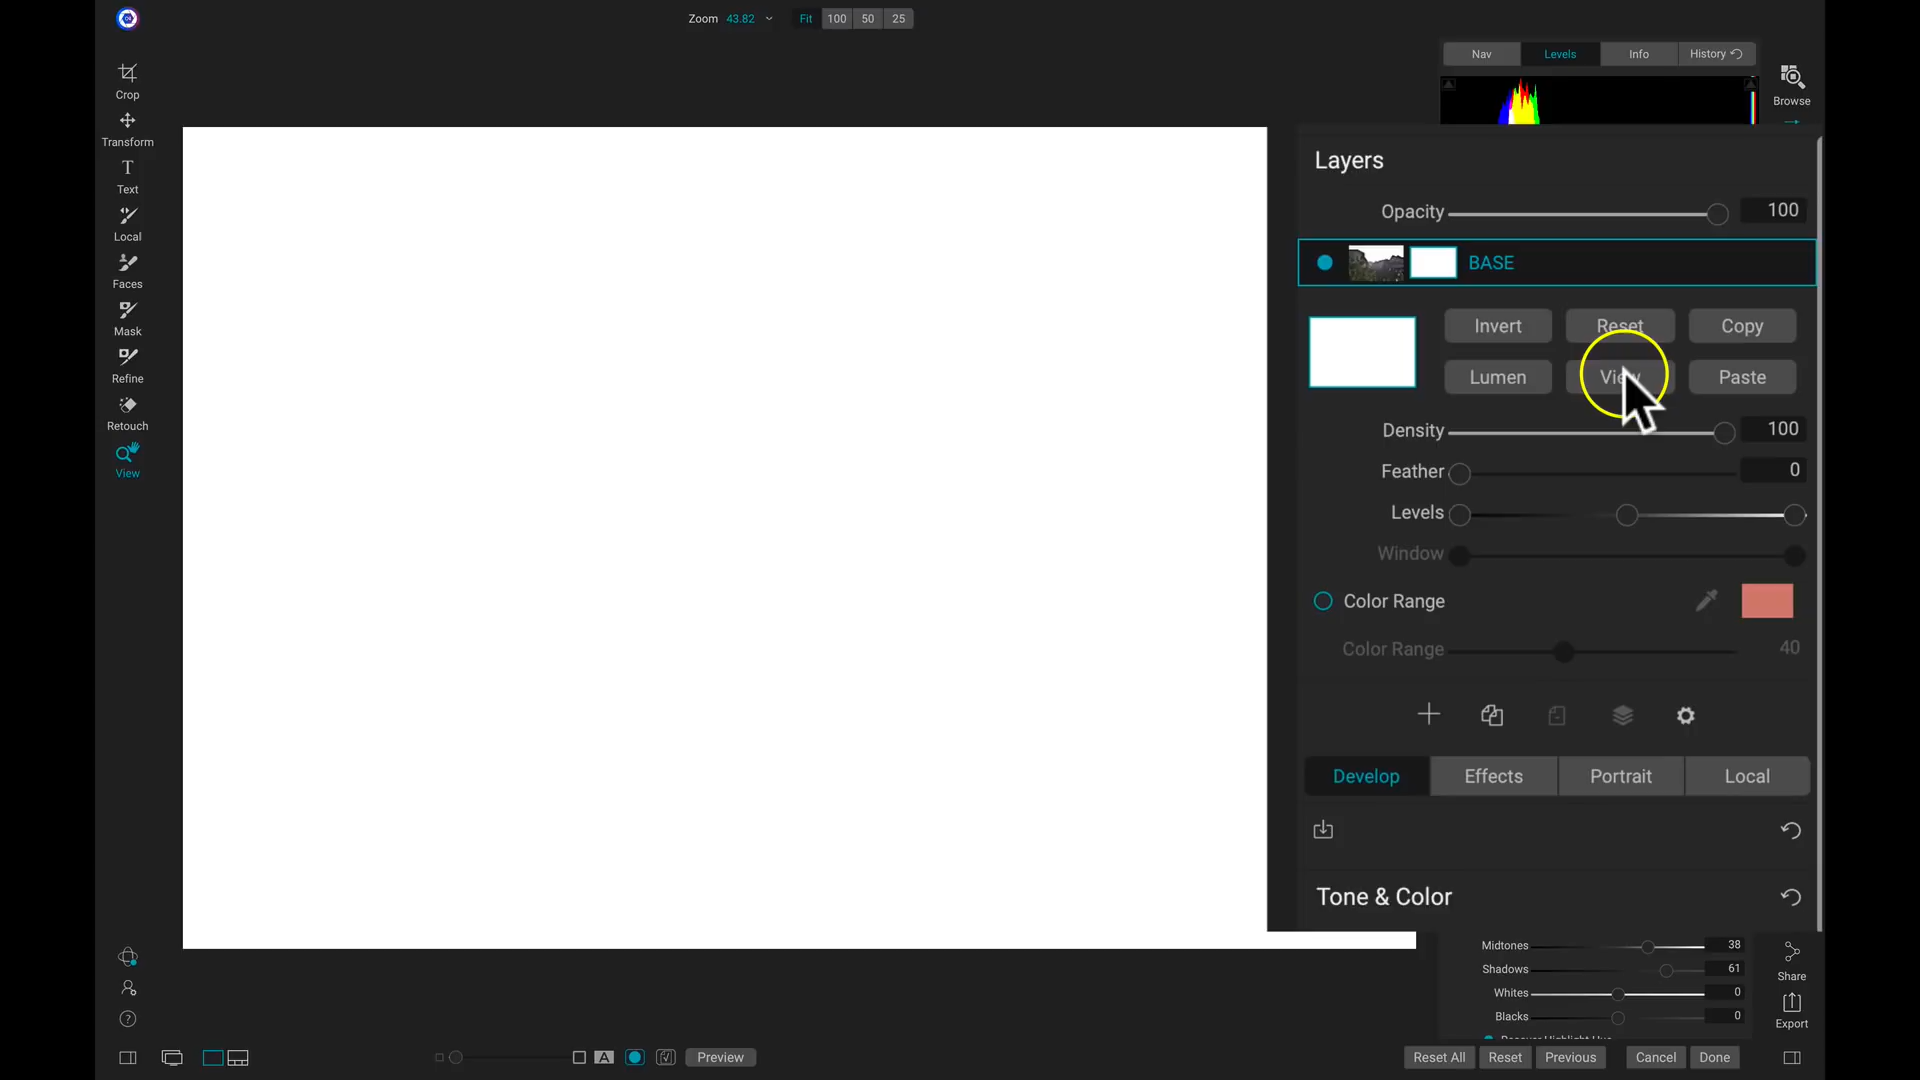 Zoom 43.82 Fit 100 50 25
Nav Levels Info History
Browse
Crop
Transform
Text
Local
Faces
Mask
Refine
Retouch
View
Layers
Opacity 100
BASE
Invert Reset Copy
Lumen View Paste
Density 100
Feather 0
Levels
Window
Color Range
Color Range 40
Develop Effects Portrait Local
Tone & Color
Midtones 38
Shadows 61
Whites 0
Blacks 0
Share
Export
A Preview
Reset All Reset Previous Cancel Done